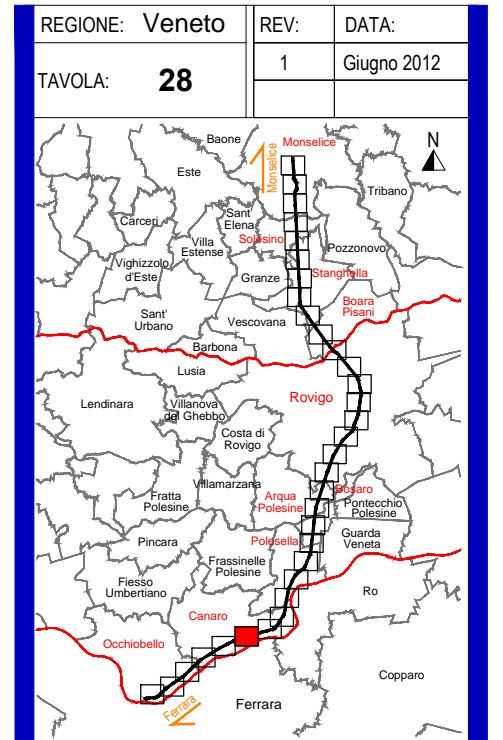 REGIONE: Veneto
REV:
DATA:
TAVOLA: 28
1
Giugno 2012
Baone
Monselice
N
Monselice
Este
Tribano
Carceri
Sant'
Elena
Villa
Estense
Solesino
Pozzonovo
Vighizzolo
d'Este
Granze
Stanghella
Boara
Pisani
Sant'
Urbano
Vescovana
Barbona
Lusia
Lendinara
Villanova
del Ghebbo
Rovigo
Costa di
Rovigo
Villamarzana
Fratta
Polesine
Arqua
Polesine
Bosaro
Pontecchio
Polesine
Pincara
Polesella
Guarda
Veneta
Frassinelle
Polesine
Fiesso
Umbertiano
Ro
Canaro
Occhiobello
Copparo
Ferrara
Ferrara